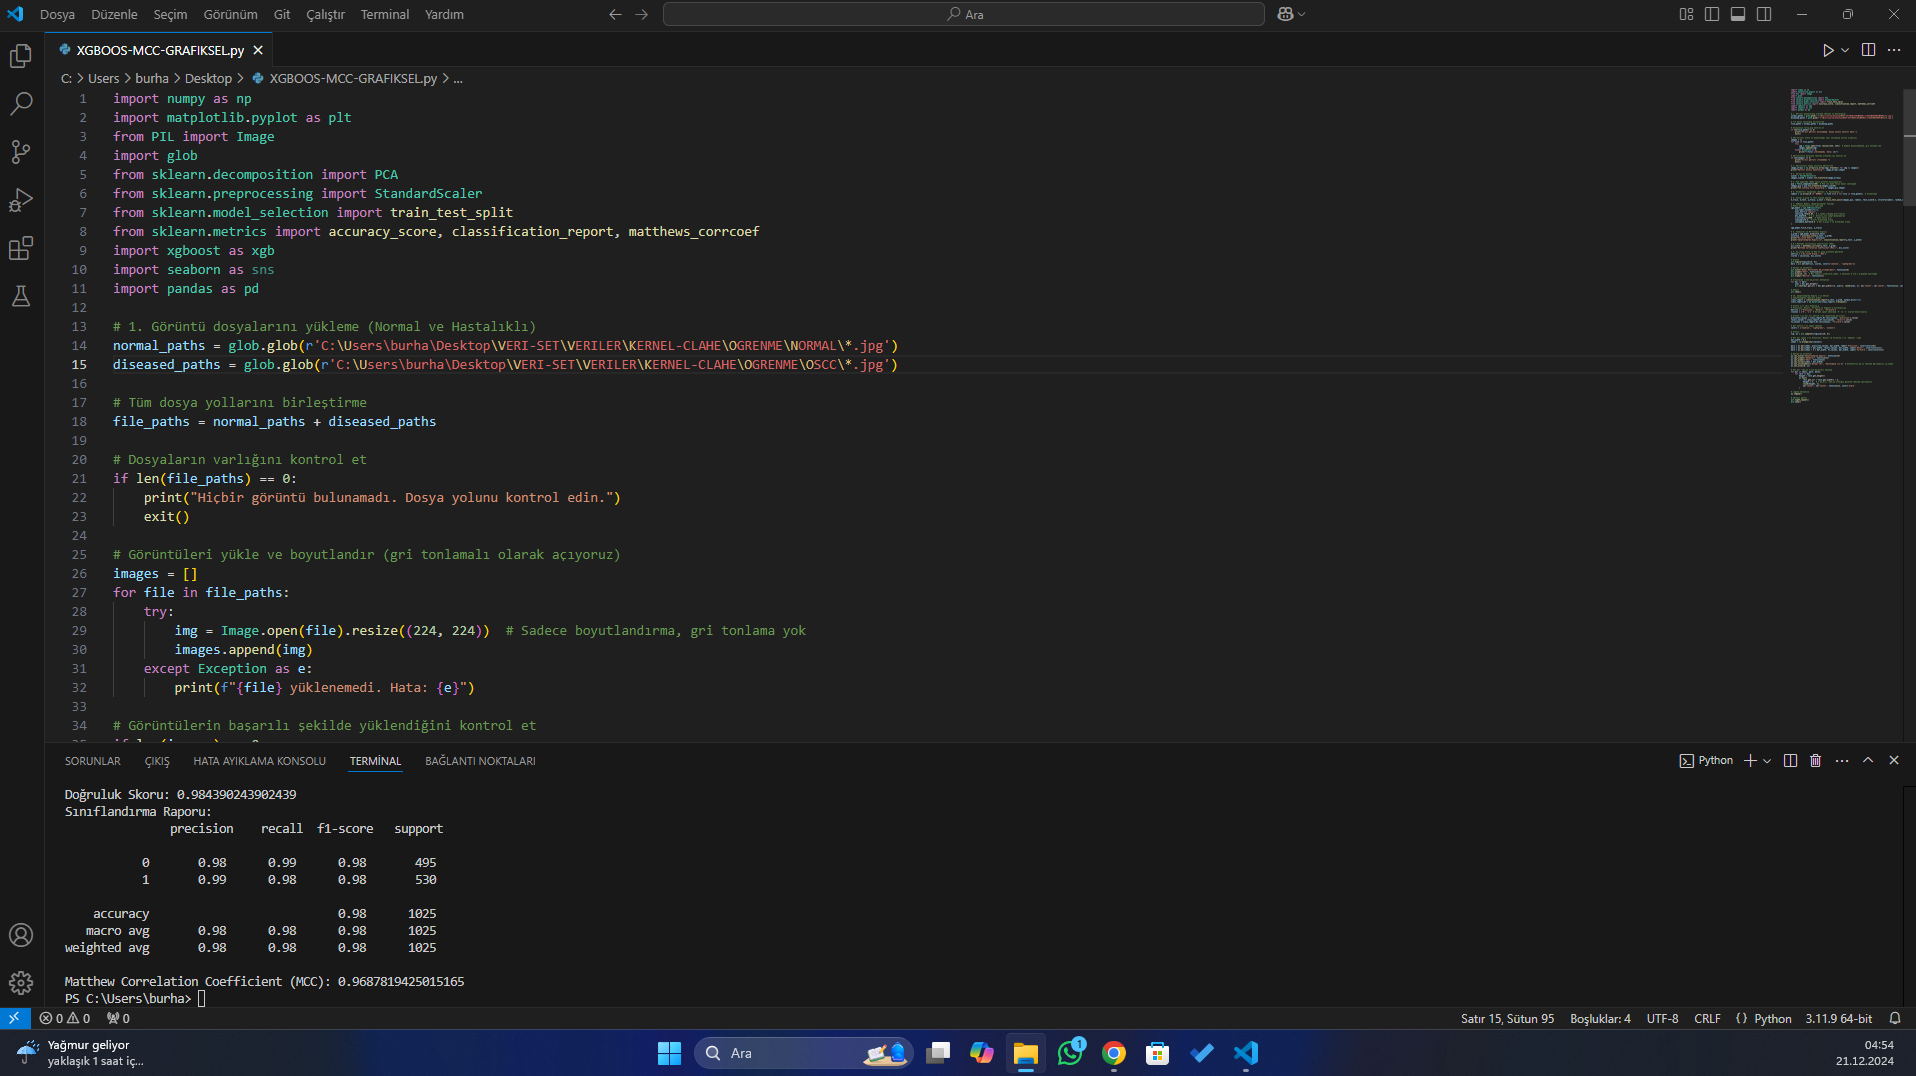 Dosya Düzenle Seçim Görünüm Git Çalıştır Terminal Yardım
Ara
XGBOOS-MCC-GRAFIKSEL.py
C: > Users > burha > Desktop > XGBOOS-MCC-GRAFIKSEL.py > ...
1 import numpy as np
2 import matplotlib.pyplot as plt
3 from PIL import Image
4 import glob
5 from sklearn.decomposition import PCA
6 from sklearn.preprocessing import StandardScaler
7 from sklearn.model_selection import train_test_split
8 from sklearn.metrics import accuracy_score, classification_report, matthews_corrcoef
9 import xgboost as xgb
10 import seaborn as sns
11 import pandas as pd
12
13 # 1. Görüntü dosyalarını yükleme (Normal ve Hastalıklı)
14 normal_paths = glob.glob(r'C:\Users\burha\Desktop\VERI-SET\VERILER\KERNEL-CLAHE\OGRENME\NORMAL\*.jpg')
15 diseased_paths = glob.glob(r'C:\Users\burha\Desktop\VERI-SET\VERILER\KERNEL-CLAHE\OGRENME\OSCC\*.jpg')
16
17 # Tüm dosya yollarını birleştirme
18 file_paths = normal_paths + diseased_paths
19
20 # Dosyaların varlığını kontrol et
21 if len(file_paths) == 0:
22     print("Hiçbir görüntü bulunamadı. Dosya yolunu kontrol edin.")
23     exit()
24
25 # Görüntüleri yükle ve boyutlandır (gri tonlamalı olarak açıyoruz)
26 images = []
27 for file in file_paths:
28     try:
29         img = Image.open(file).resize((224, 224))  # Sadece boyutlandırma, gri tonlama yok
30         images.append(img)
31     except Exception as e:
32         print(f"{file} yüklenemedi. Hata: {e}")
33
34 # Görüntülerin başarılı şekilde yüklendiğini kontrol et
SORUNLAR ÇIKIŞ HATA AYIKLAMA KONSOLU TERMİNAL BAĞLANTI NOKTALARI
Python
Doğruluk Skoru: 0.984390243902439
Sınıflandırma Raporu:
precision recall f1-score support
0 0.98 0.99 0.98 495
1 0.99 0.98 0.98 530
accuracy 0.98 1025
macro avg 0.98 0.98 0.98 1025
weighted avg 0.98 0.98 0.98 1025
Matthew Correlation Coefficient (MCC): 0.9687819425015165
PS C:\Users\burha>
0 0 0
Satır 15, Sütun 95 Boşluklar: 4 UTF-8 CRLF {} Python 3.11.9 64-bit
Yağmur geliyor
yaklaşık 1 saat iç...
Ara
1
04:54
21.12.2024